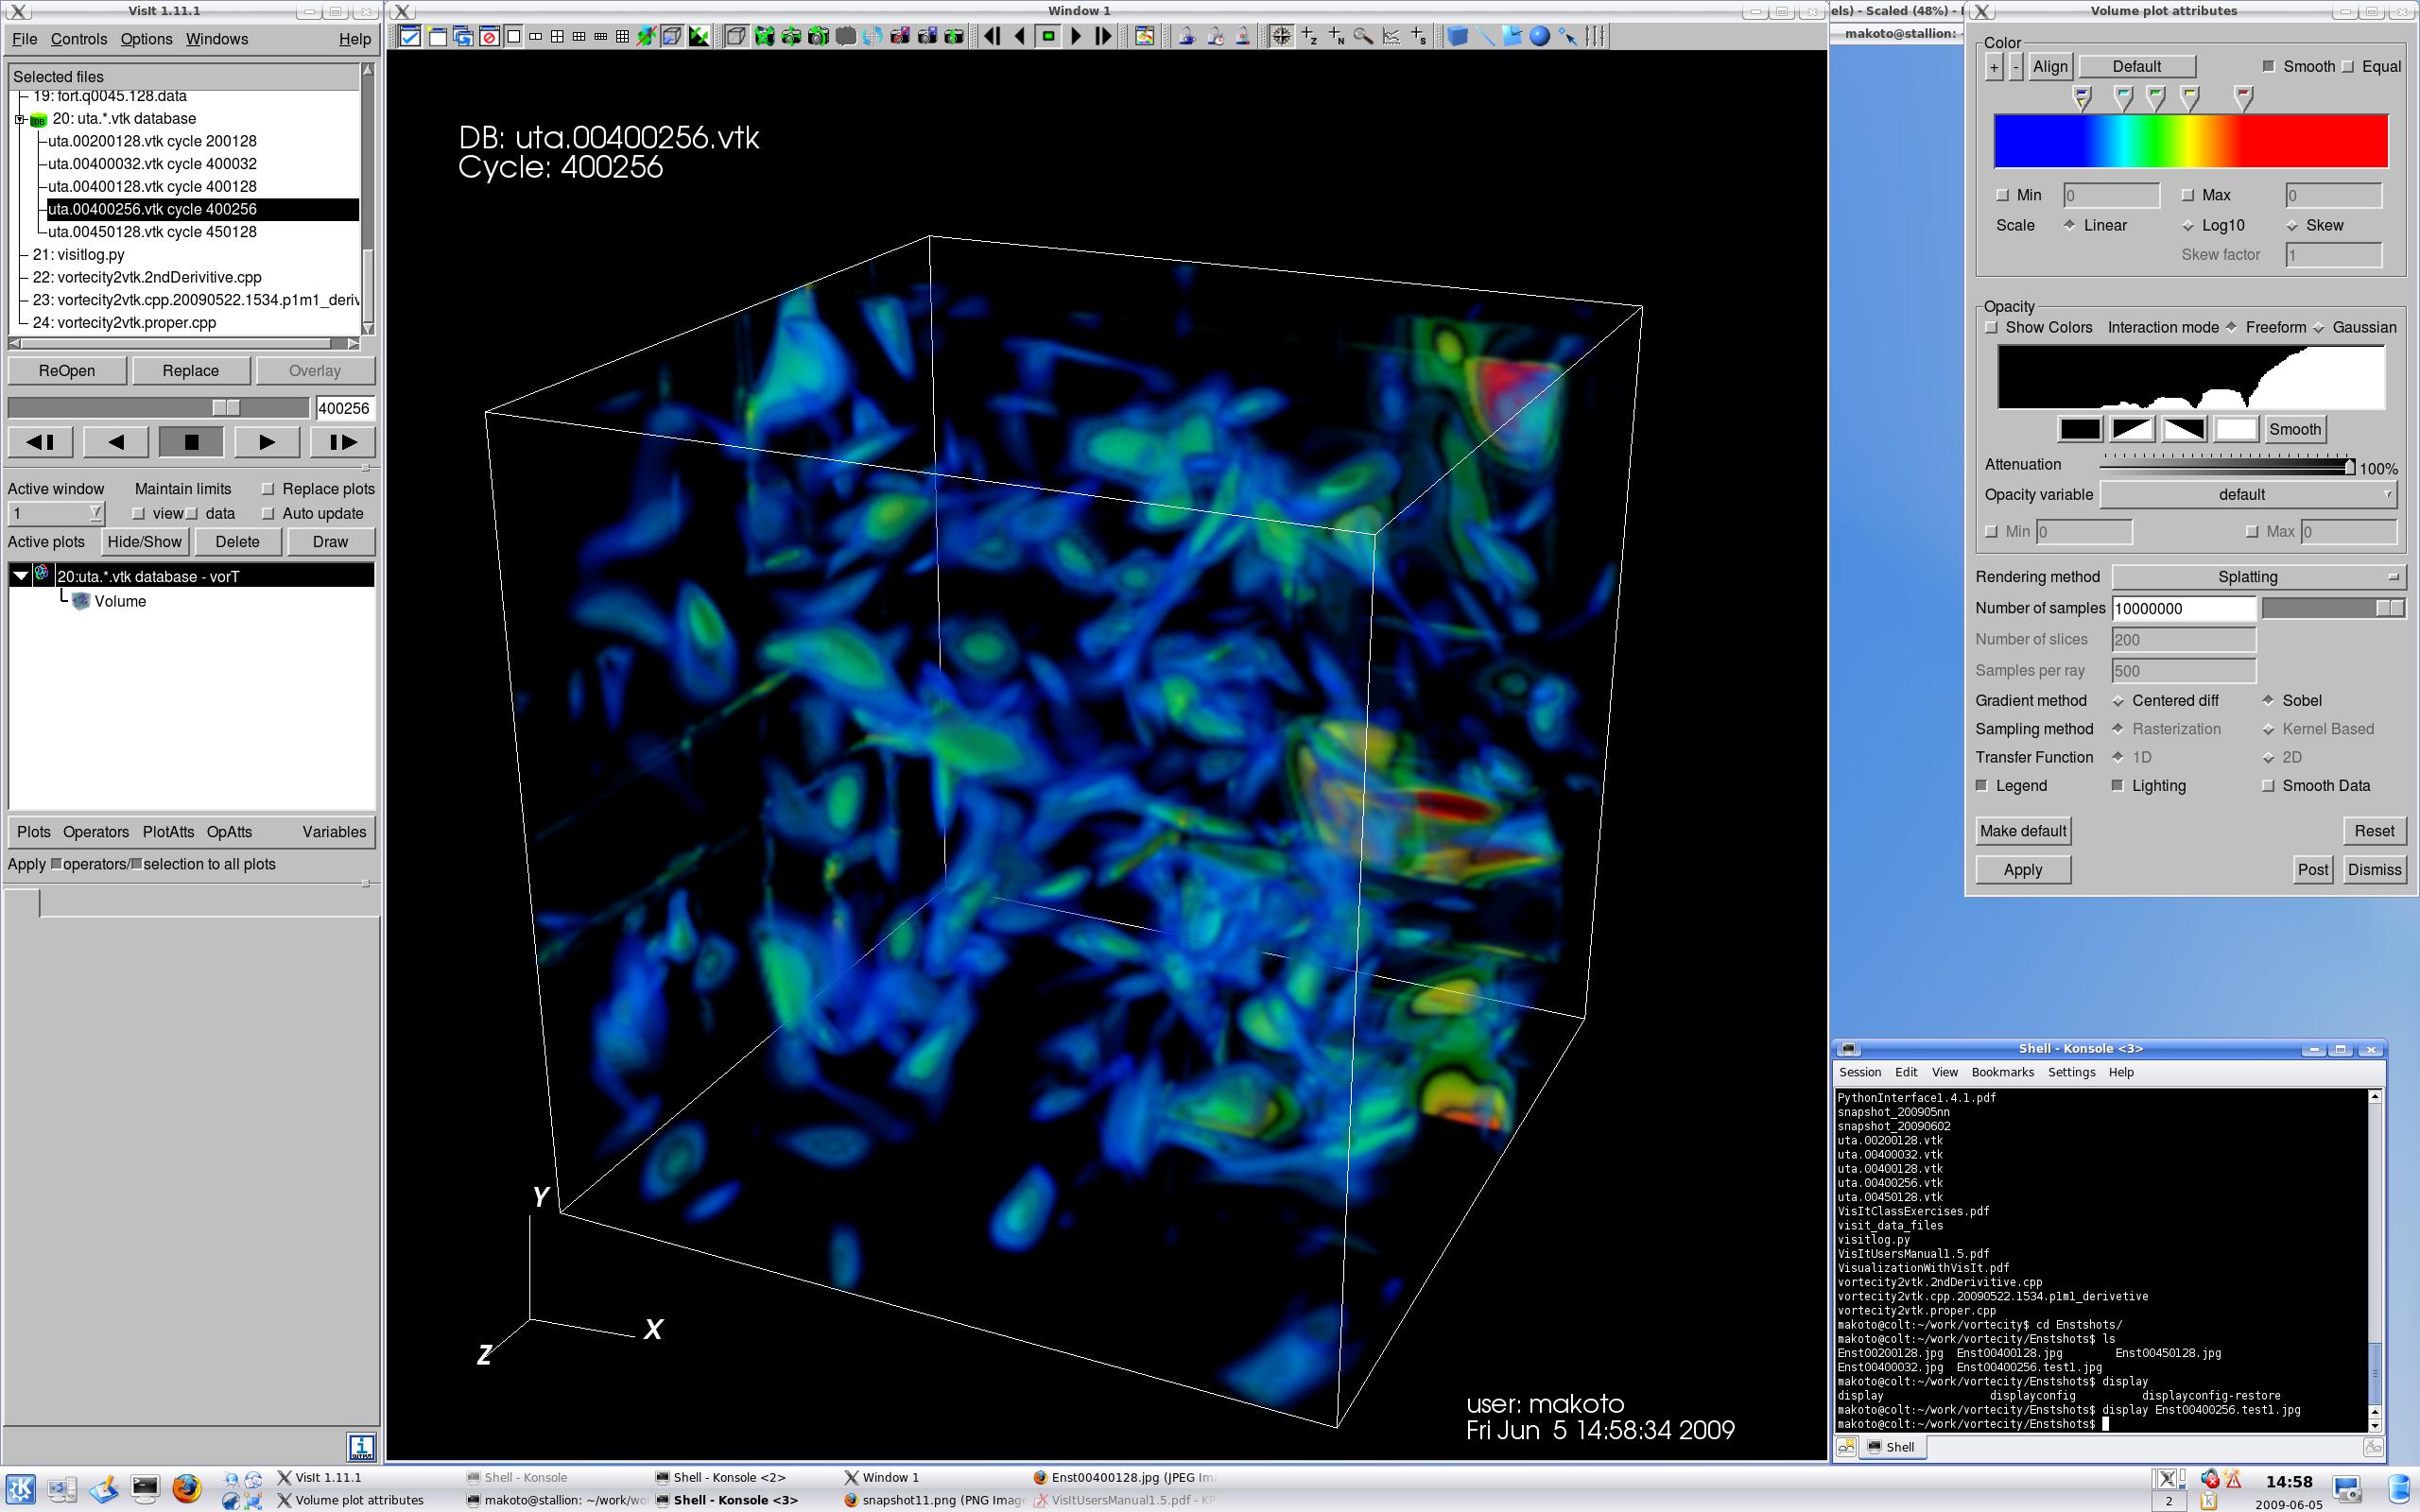 VisIt 1.11.1
File Controls Options Windows Help
Selected files
19: fort.q0045.128.data
20: uta.*.vtk database
uta.00200128.vtk cycle 200128
uta.00400032.vtk cycle 400032
uta.00400128.vtk cycle 400128
uta.00400256.vtk cycle 400256
uta.00450128.vtk cycle 450128
21: visitlog.py
22: vortecity2vtk.2ndDerivitive.cpp
23: vortecity2vtk.cpp.20090522.1534.p1m1_deriv
24: vortecity2vtk.proper.cpp
ReOpen Replace Overlay
400256
Active window Maintain limits Replace plots
1 view data Auto update
Active plots Hide/Show Delete Draw
20:uta.*.vtk database - vorT
Volume
Plots Operators PlotAtts OpAtts Variables
Apply operators/ selection to all plots
Window 1
DB: uta.00400256.vtk
Cycle: 400256
Y
X
Z
user: makoto
Fri Jun 5 14:58:34 2009
els) - Scaled (48%) -
makoto@stallion:
Volume plot attributes
Color
+ - Align Default Smooth Equal
Min 0 Max 0
Scale Linear Log10 Skew
Skew factor 1
Opacity
Show Colors Interaction mode Freeform Gaussian
Smooth
Attenuation 100%
Opacity variable default
Min 0 Max 0
Rendering method Splatting
Number of samples 10000000
Number of slices 200
Samples per ray 500
Gradient method Centered diff Sobel
Sampling method Rasterization Kernel Based
Transfer Function 1D 2D
Legend Lighting Smooth Data
Make default Reset
Apply Post Dismiss
Shell - Konsole <3>
Session Edit View Bookmarks Settings Help
PythonInterface1.4.1.pdf
snapshot_200905nn
snapshot_20090602
uta.00200128.vtk
uta.00400032.vtk
uta.00400128.vtk
uta.00400256.vtk
uta.00450128.vtk
VisItClassExercises.pdf
visit_data_files
visitlog.py
VisItUsersManual1.5.pdf
VisualizationWithVisIt.pdf
vortecity2vtk.2ndDerivitive.cpp
vortecity2vtk.cpp.20090522.1534.p1m1_derivetive
vortecity2vtk.proper.cpp
makoto@colt:~/work/vortecity$ cd Enstshots/
makoto@colt:~/work/vortecity/Enstshots$ ls
Enst00200128.jpg Enst00400128.jpg Enst00450128.jpg
Enst00400032.jpg Enst00400256.test1.jpg
makoto@colt:~/work/vortecity/Enstshots$ display
display displayconfig displayconfig-restore
makoto@colt:~/work/vortecity/Enstshots$ display Enst00400256.test1.jpg
makoto@colt:~/work/vortecity/Enstshots$
Shell
VisIt 1.11.1 Shell - Konsole Shell - Konsole <2> Window 1 Enst00400128.jpg (JPEG Im
Volume plot attributes makoto@stallion: ~/work/wo Shell - Konsole <3> snapshot11.png (PNG Image VisItUsersManual1.5.pdf - KP
2
14:58
2009-06-05